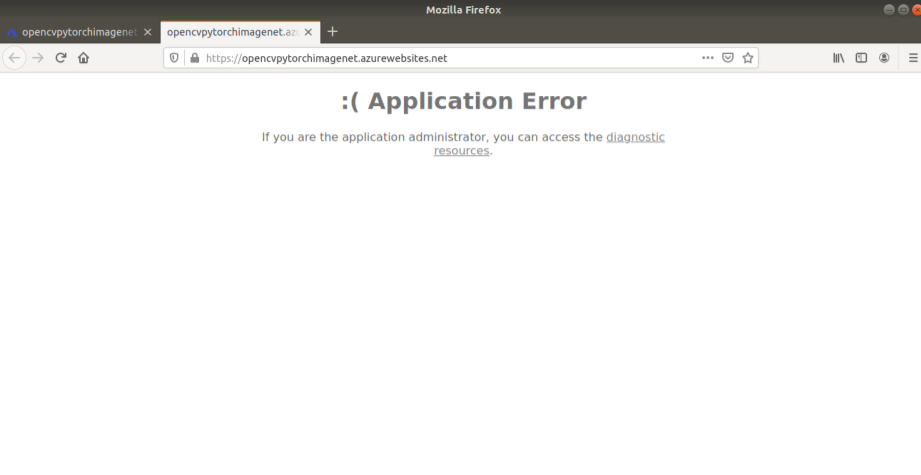 Mozilla Firefox
opencvpytorchimagenet
opencvpytorchimagenet.az
https://opencvpytorchimagenet.azurewebsites.net
:( Application Error
If you are the application administrator, you can access the diagnostic
resources.